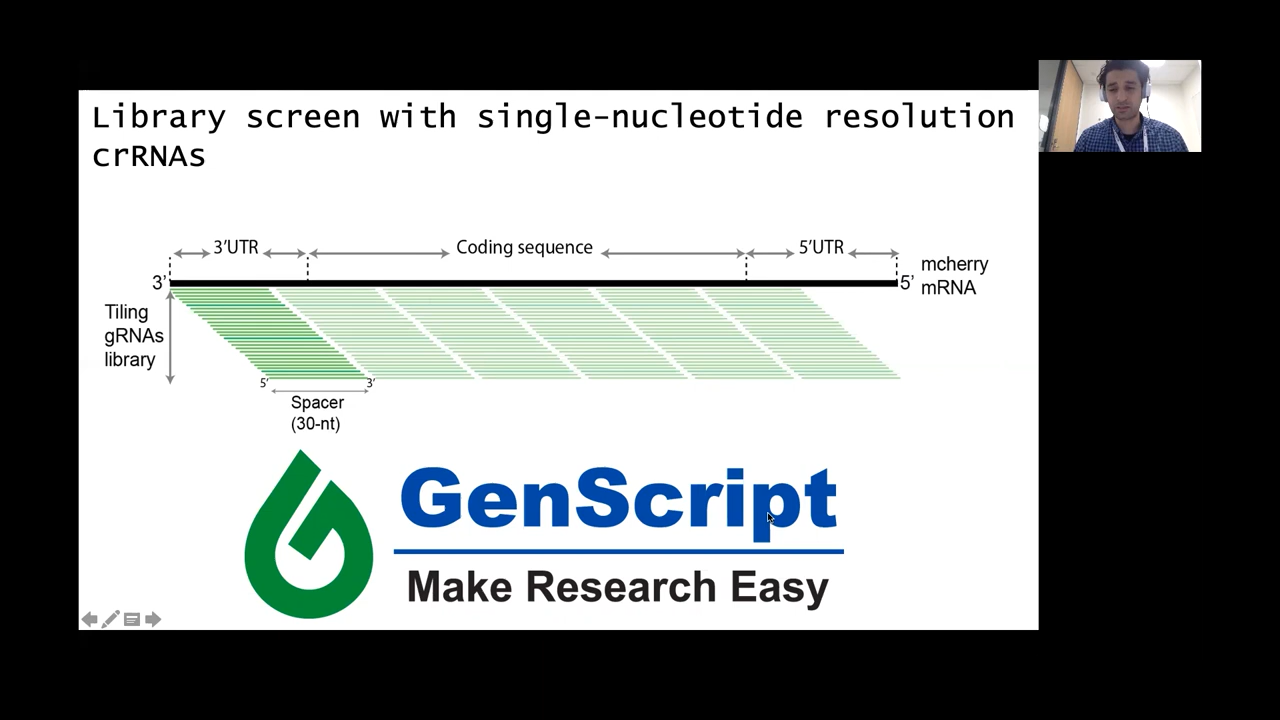 Library screen with single-nucleotide resolution
crRNAs
3'UTR
Coding sequence
5'UTR
3'
5'
mcherry
mRNA
Tiling
gRNAs
library
5'
3'
Spacer
(30-nt)
GenScript
Make Research Easy